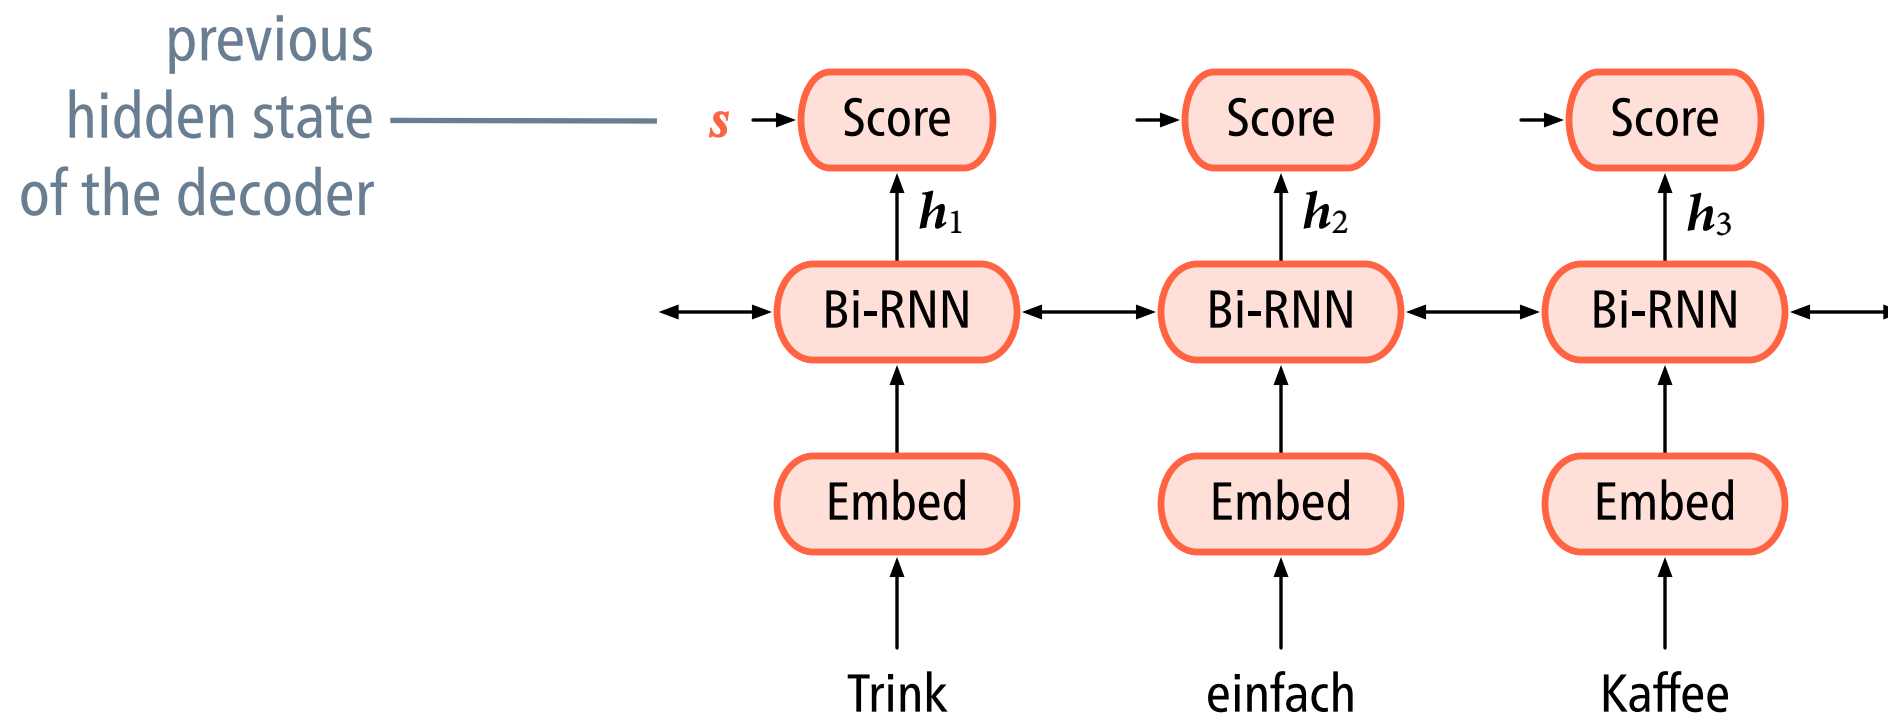 previous
hidden state
of the decoder
s Score Score Score
h1 h2 h3
Bi-RNN Bi-RNN Bi-RNN
Embed Embed Embed
Trink einfach Kaffee